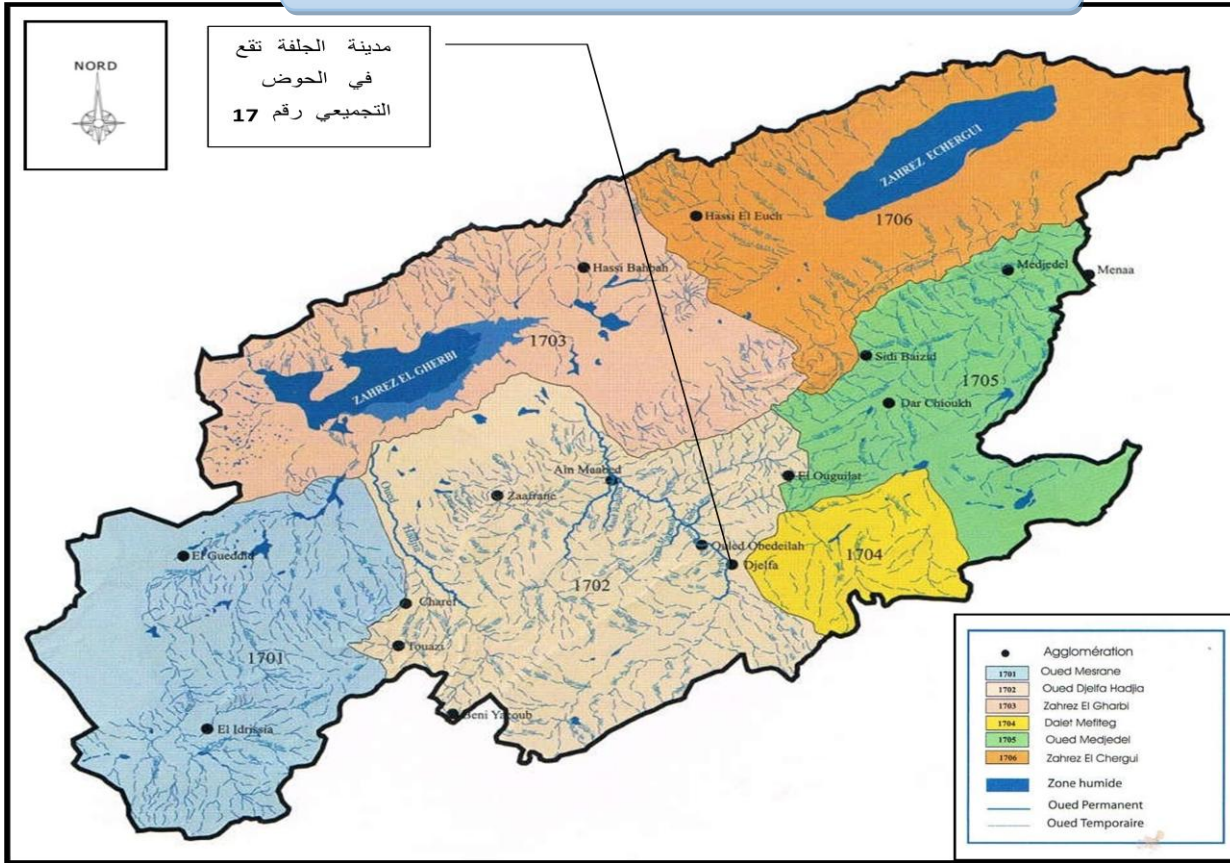 NORD
مدينة الجلفة تقع
في الحوض
التجميعي رقم 17
ZAHREZ ECHERGUI
1706
Hassi El Euch
Medjedel
Menaa
Hassi Bahbah
1703
ZAHREZ EL GHERBI
Sidi Baizid
1705
Dar Chioukh
Ain Maabed
El Ouguilat
Zaafrane
Oued Hadjia
Ouled Obedeilah
1704
El Gueddid
Djelfa
1702
Charef
Touazi
1701
Beni Yacoub
El Idrissia
Agglomération
1701 Oued Mesrane
1702 Oued Djelfa Hadjia
1703 Zahrez El Gharbi
1704 Daiet Mefiteg
1705 Oued Medjedel
1706 Zahrez El Chergui
Zone humide
Oued Permanent
Oued Temporaire